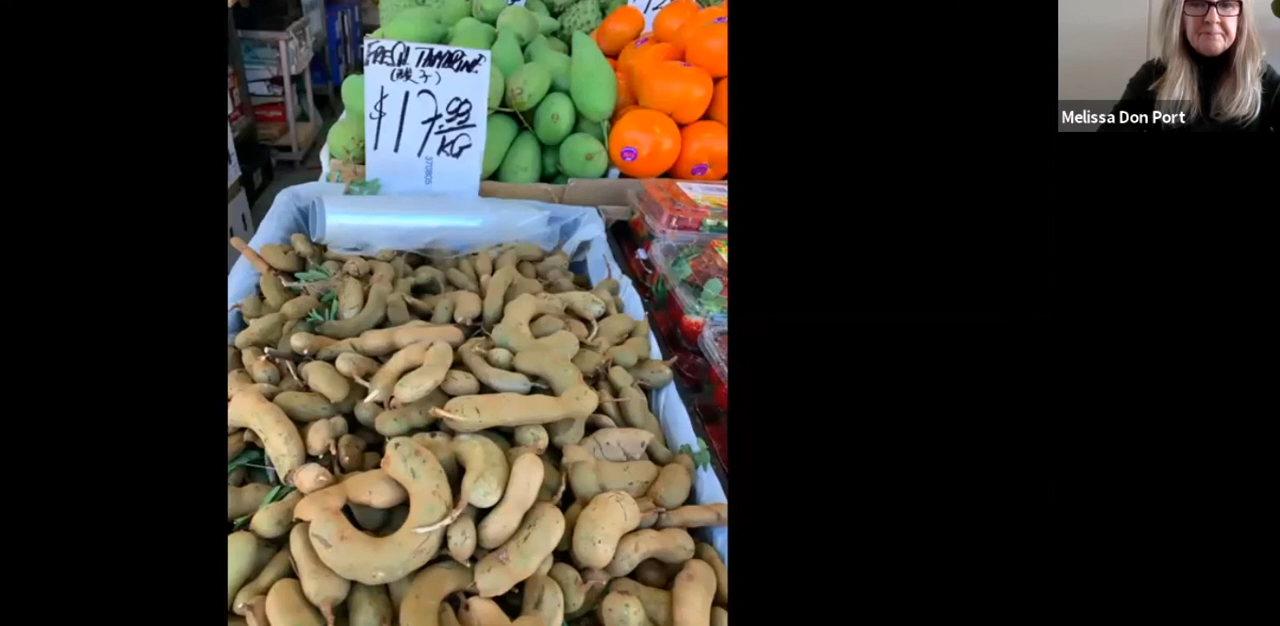 FRESH TAMARIND
(酸子)
$17.99
KG
Melissa Don Port